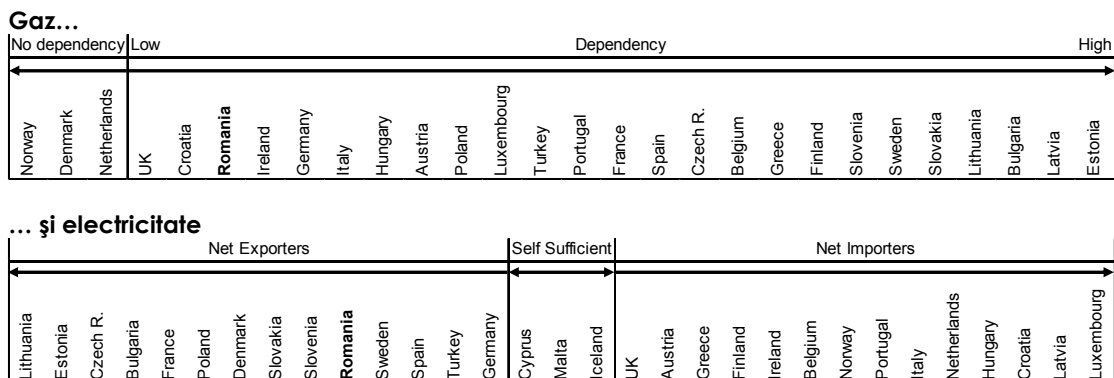 Gaz…
No dependency Low Dependency High
Norway Denmark Netherlands UK Croatia Romania Ireland Germany Italy Hungary Austria Poland Luxembourg Turkey Portugal France Spain Czech R. Belgium Greece Finland Slovenia Sweden Slovakia Lithuania Bulgaria Latvia Estonia
… şi electricitate
Net Exporters Self Sufficient Net Importers
Lithuania Estonia Czech R. Bulgaria France Poland Denmark Slovakia Slovenia Romania Sweden Spain Turkey Germany Cyprus Malta Iceland UK Austria Greece Finland Ireland Belgium Norway Portugal Italy Netherlands Hungary Croatia Latvia Luxembourg